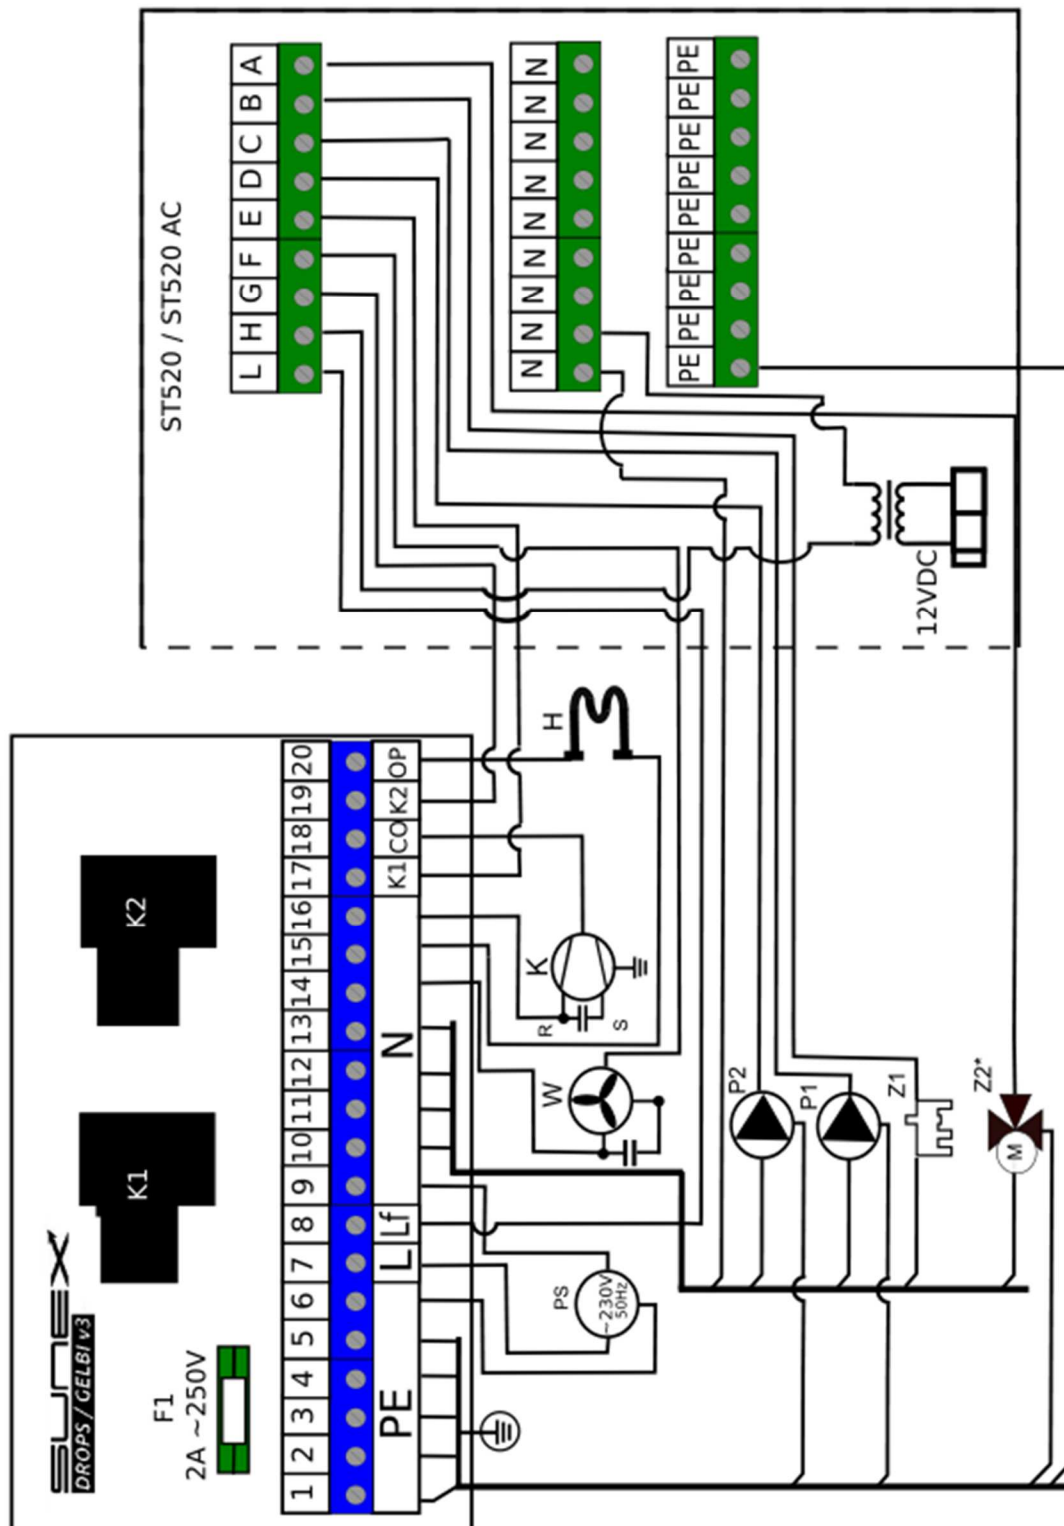 ST520 / ST520 AC
L H G F E D C B A
N N N N N N N N N
PE PE PE PE PE PE PE PE PE
12VDC
SUNEX
DROPS / GELBI v3
F1
2A ~250V
K1
K2
1 2 3 4 5 6 7 8 9 10 11 12 13 14 15 16 17 18 19 20
PE L Lf N K1 CO K2 OP
PS
~230V
50Hz
W
K
R
S
H
P2
P1
Z1
Z2*
M